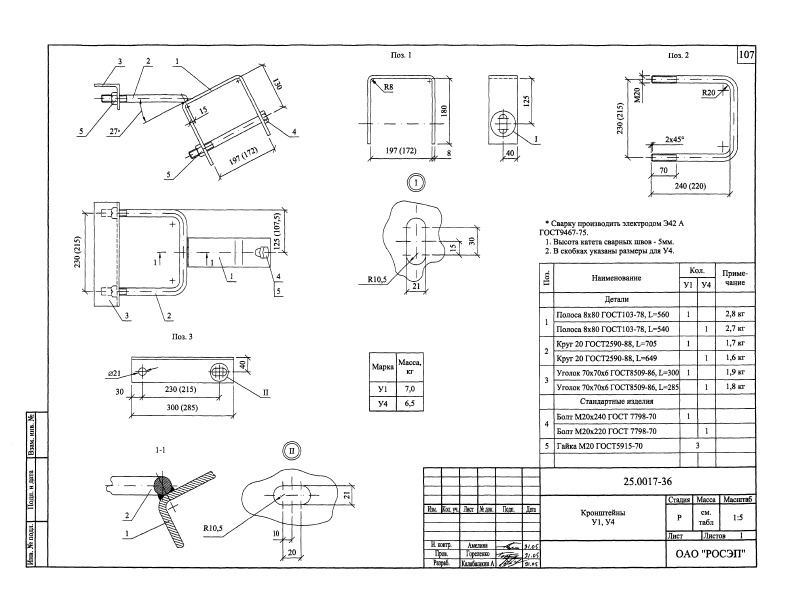 107
Поз. 1
Поз. 2
3
2
1
130
15
5
27°
4
197 (172)
5
R8
180
125
I
197 (172)
8
40
M20
R20
230 (215)
2x45°
70
240 (220)
I
30
15
R10,5
21
230 (215)
125 (107,5)
1
1
1
4
5
3
2
* Сварку производить электродом Э42 А
ГОСТ9467-75.
1. Высота катета сварных швов - 5мм.
2. В скобках указаны размеры для У4.
Поз. Наименование Кол. Приме-
чание
У1 У4
Детали
1 Полоса 8x80 ГОСТ103-78, L=560 1 2,8 кг
Полоса 8x80 ГОСТ103-78, L=540 1 2,7 кг
2 Круг 20 ГОСТ2590-88, L=705 1 1,7 кг
Круг 20 ГОСТ2590-88, L=649 1 1,6 кг
3 Уголок 70x70x6 ГОСТ8509-86, L=300 1 1,9 кг
Уголок 70x70x6 ГОСТ8509-86, L=285 1 1,8 кг
Стандартные изделия
4 Болт М20x240 ГОСТ 7798-70 1
Болт М20x220 ГОСТ 7798-70 1
5 Гайка М20 ГОСТ5915-70 3
Поз. 3
⌀21
40
30
230 (215)
II
300 (285)
Марка Масса,
кг
У1 7,0
У4 6,5
1-1
2
1
II
21
R10,5
10
20
Взам. инв. №
Подп. и дата
Инв. № подл.
25.0017-36
Изм. Кол. уч. Лист № док. Подп. Дата
Кронштейны
У1, У4
Стадия Масса Масштаб
Р см.
табл 1:5
Лист Листов 1
Н. контр. Амелина 91.05
Пров. Гореленко 91.05
Разраб. Калабашкин А 91.05
ОАО "РОСЭП"